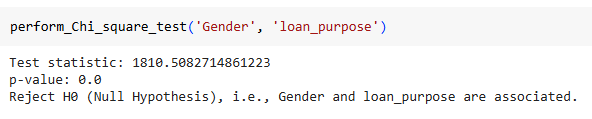 perform_Chi_square_test('Gender', 'loan_purpose')
Test statistic: 1810.5082714861223
p-value: 0.0
Reject H0 (Null Hypothesis), i.e., Gender and loan_purpose are associated.